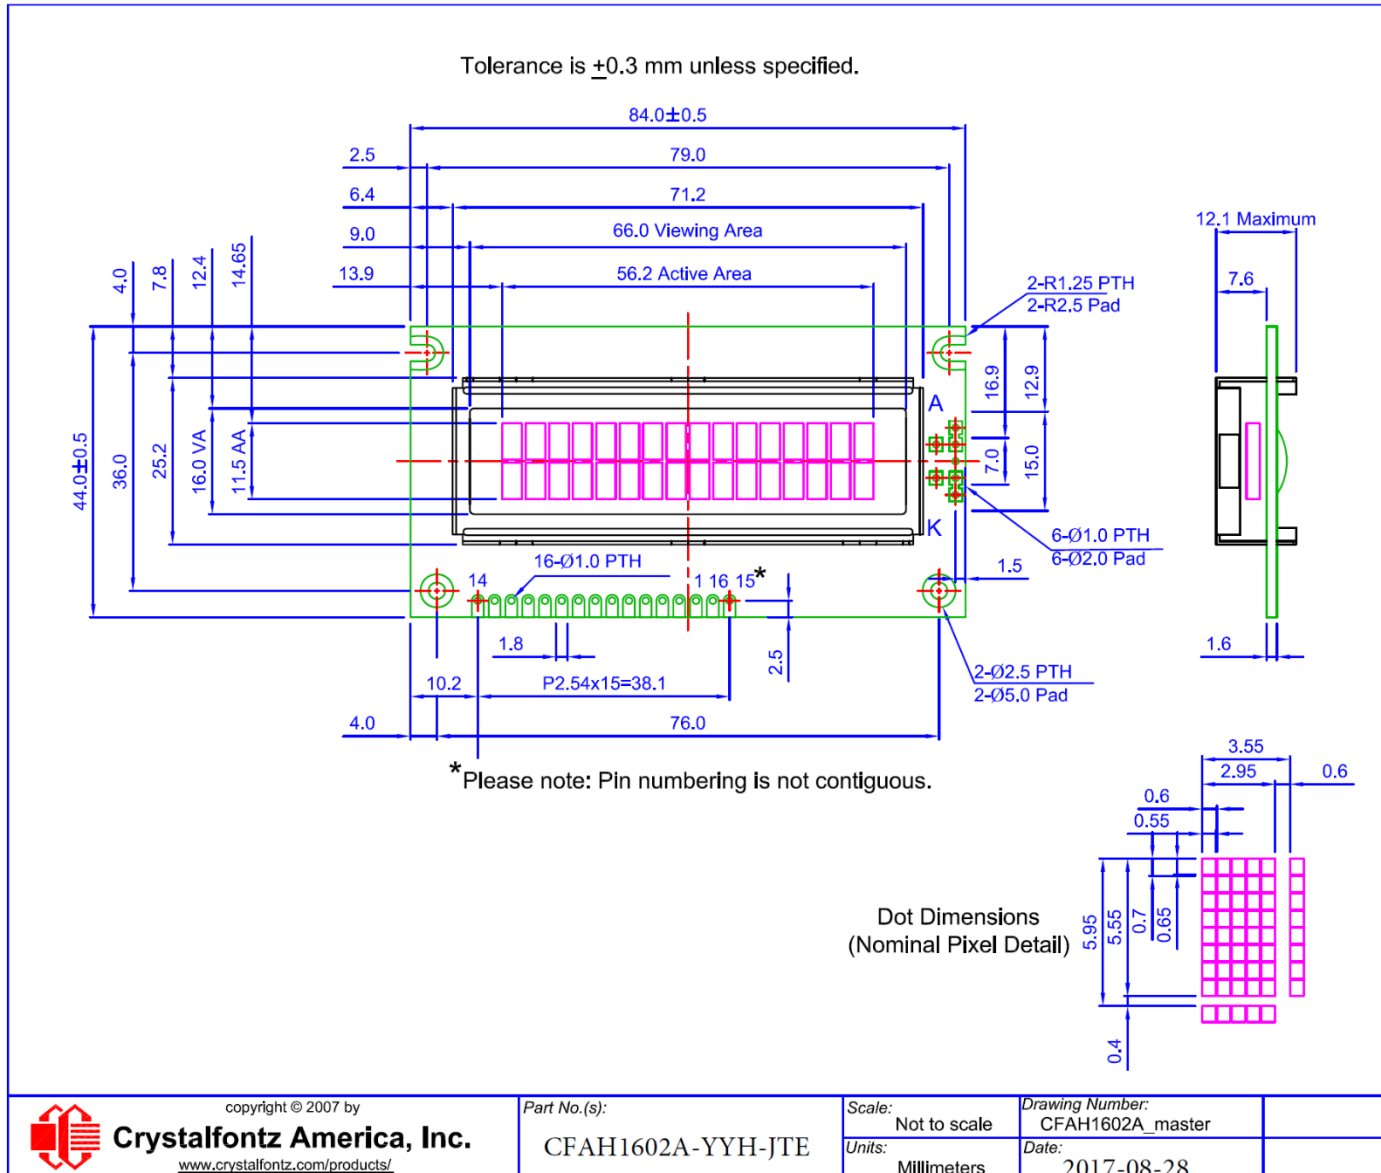 Tolerance is ±0.3 mm unless specified.
84.0±0.5
2.5
79.0
6.4
71.2
12.1 Maximum
9.0
66.0 Viewing Area
13.9
56.2 Active Area
7.6
4.0
7.8
12.4
14.65
2-R1.25 PTH
2-R2.5 Pad
44.0±0.5
36.0
25.2
16.0 VA
11.5 AA
A
16.9
12.9
7.0
15.0
K
6-Ø1.0 PTH
6-Ø2.0 Pad
16-Ø1.0 PTH
14
1 16 15*
1.5
1.8
2.5
1.6
10.2
P2.54x15=38.1
2-Ø2.5 PTH
2-Ø5.0 Pad
4.0
76.0
*Please note: Pin numbering is not contiguous.
3.55
2.95
0.6
0.6
0.55
Dot Dimensions
(Nominal Pixel Detail)
5.95
5.55
0.7
0.65
0.4
copyright © 2007 by
Crystalfontz America, Inc.
www.crystalfontz.com/products/
Part No.(s):
CFAH1602A-YYH-JTE
Scale:
Not to scale
Drawing Number:
CFAH1602A_master
Units:
Millimeters
Date:
2017-08-28